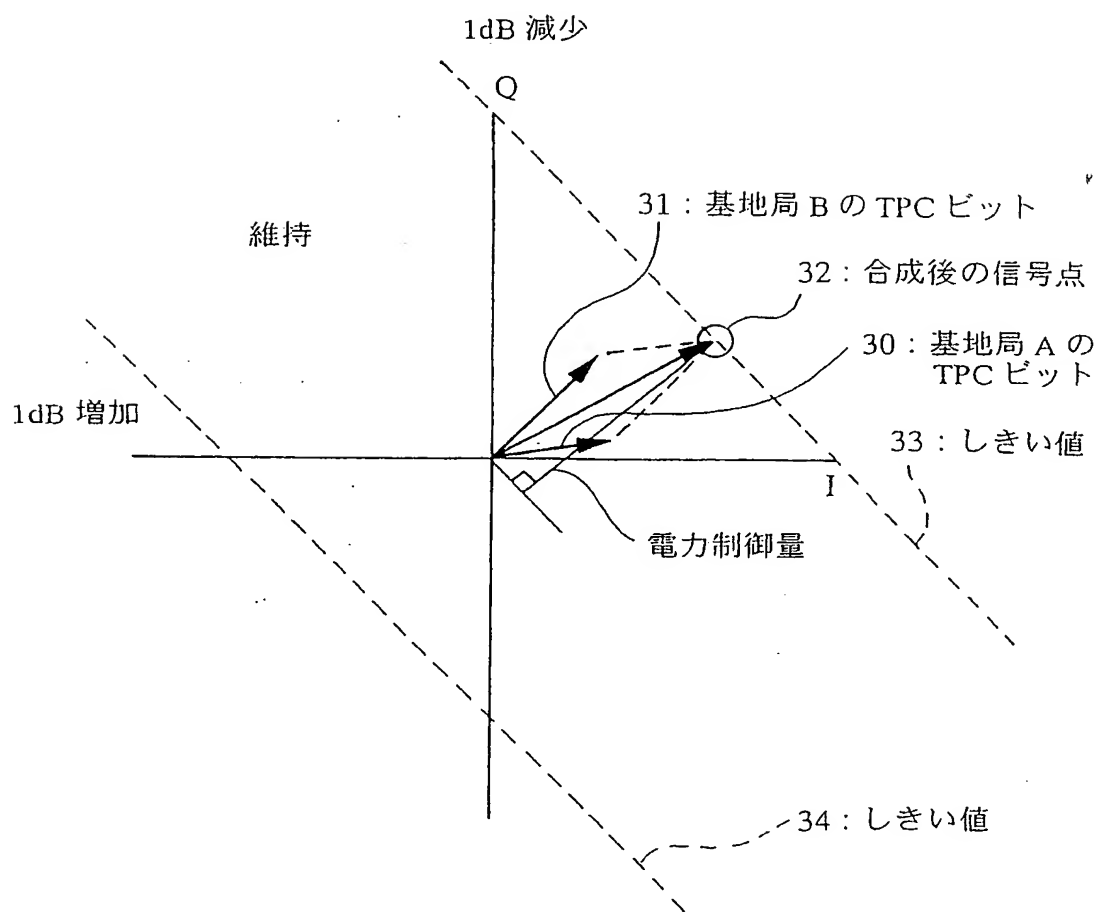 1dB 減少
Q
31：基地局 B の TPC ビット
維持
32：合成後の信号点
30：基地局 A の
TPC ビット
1dB 増加
33：しきい値
I
電力制御量
34：しきい値